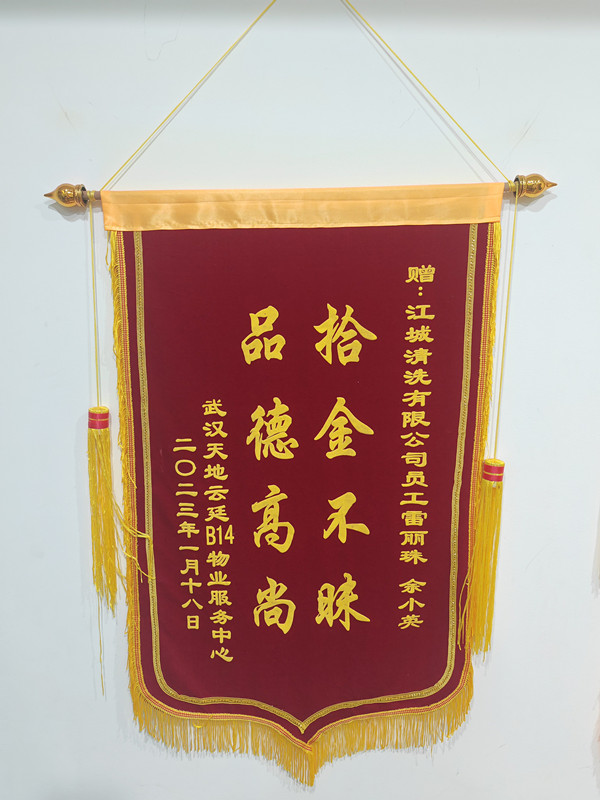 赠：江城清洗有限公司员工雷丽珠 余小英
拾金不昧
品德高尚
武汉天地云廷B14物业服务中心
二〇二三年一月十八日